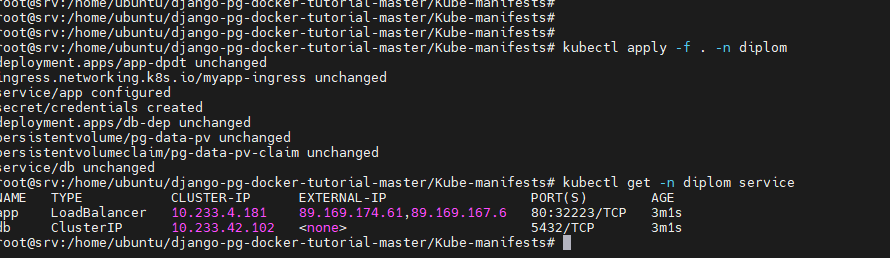 root@srv:/home/ubuntu/django-pg-docker-tutorial-master/Kube-manifests#
root@srv:/home/ubuntu/django-pg-docker-tutorial-master/Kube-manifests#
root@srv:/home/ubuntu/django-pg-docker-tutorial-master/Kube-manifests#
root@srv:/home/ubuntu/django-pg-docker-tutorial-master/Kube-manifests# kubectl apply -f . -n diplom
deployment.apps/app-dpdt unchanged
ingress.networking.k8s.io/myapp-ingress unchanged
service/app configured
secret/credentials created
deployment.apps/db-dep unchanged
persistentvolume/pg-data-pv unchanged
persistentvolumeclaim/pg-data-pv-claim unchanged
service/db unchanged
root@srv:/home/ubuntu/django-pg-docker-tutorial-master/Kube-manifests# kubectl get -n diplom service
NAME TYPE CLUSTER-IP EXTERNAL-IP PORT(S) AGE
app LoadBalancer 10.233.4.181 89.169.174.61,89.169.167.6 80:32223/TCP 3m1s
db ClusterIP 10.233.42.102 <none> 5432/TCP 3m1s
root@srv:/home/ubuntu/django-pg-docker-tutorial-master/Kube-manifests#